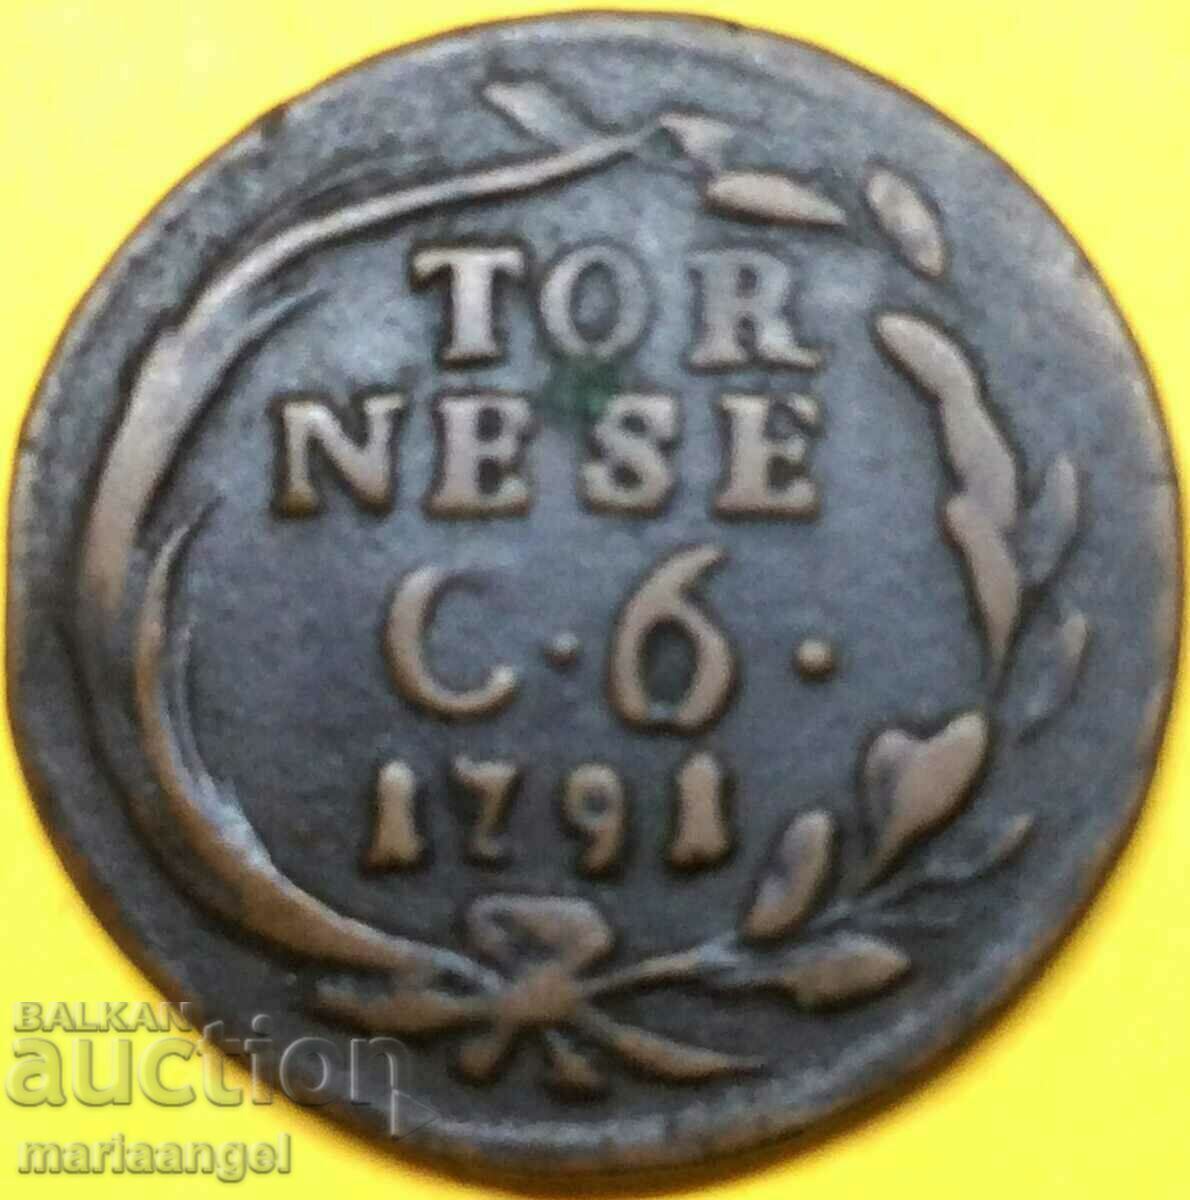 TOR
NESE
C · 6 ·
1791
BALKAN
auction
mariaangel